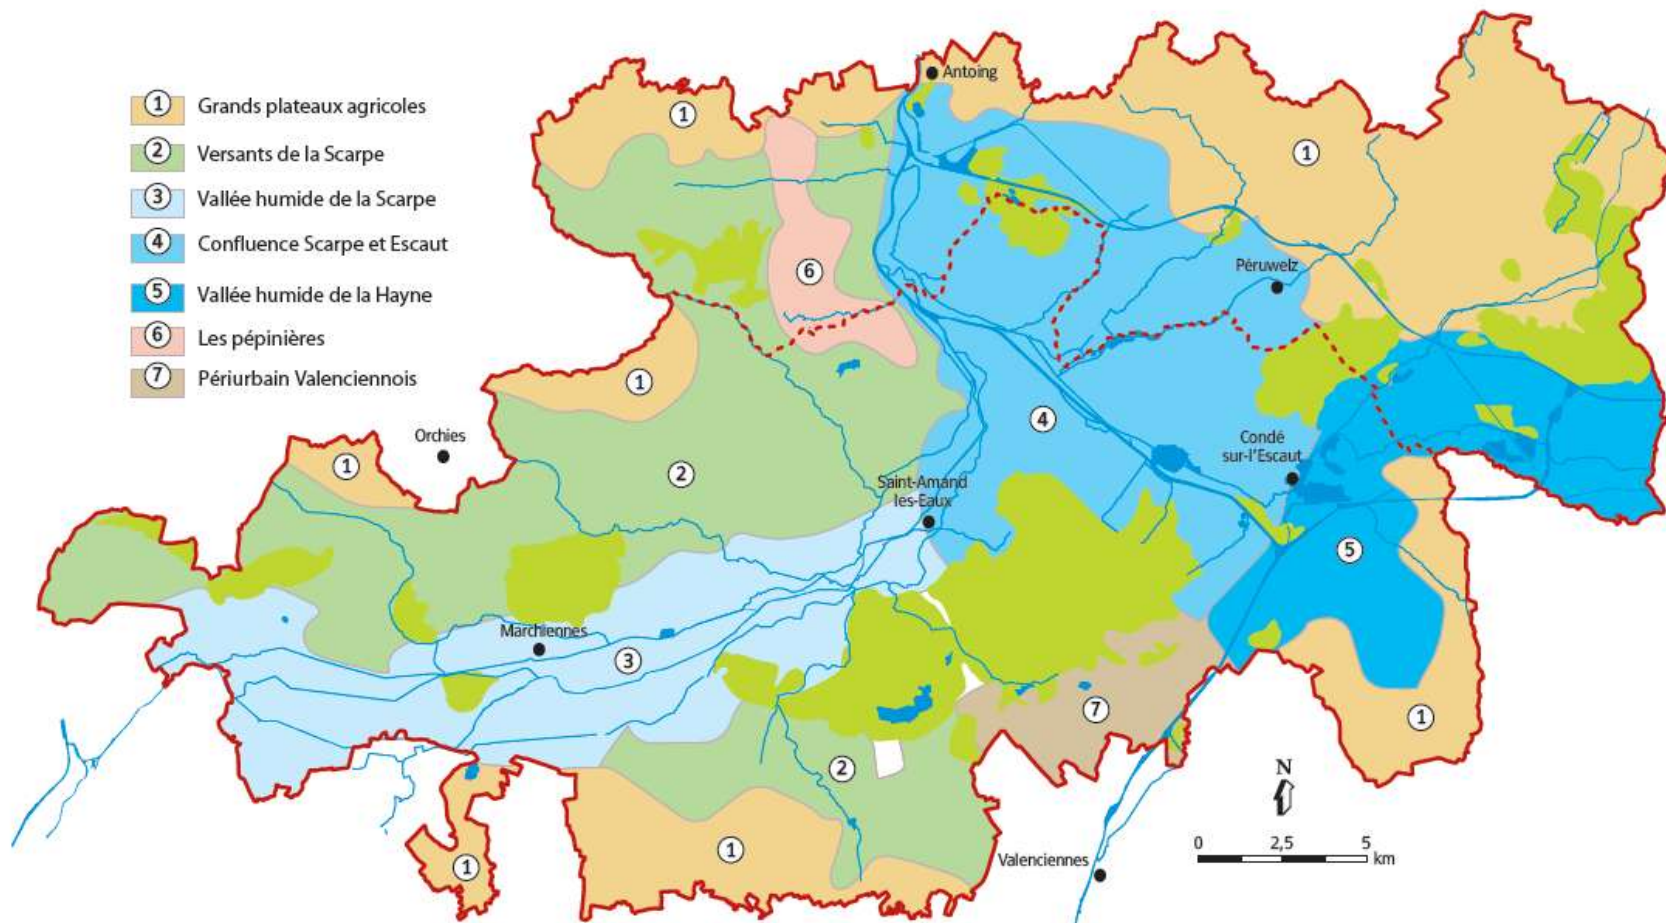 1 Grands plateaux agricoles
2 Versants de la Scarpe
3 Vallée humide de la Scarpe
4 Confluence Scarpe et Escaut
5 Vallée humide de la Hayne
6 Les pépinières
7 Périurbain Valenciennois
Antoing
1
1
6
Péruwelz
1
Orchies
1
2
4
Condé
sur-l'Escaut
Saint-Amand
les-Eaux
5
Marchiennes
3
7
1
2
N
0 2,5 5
km
1
1
Valenciennes